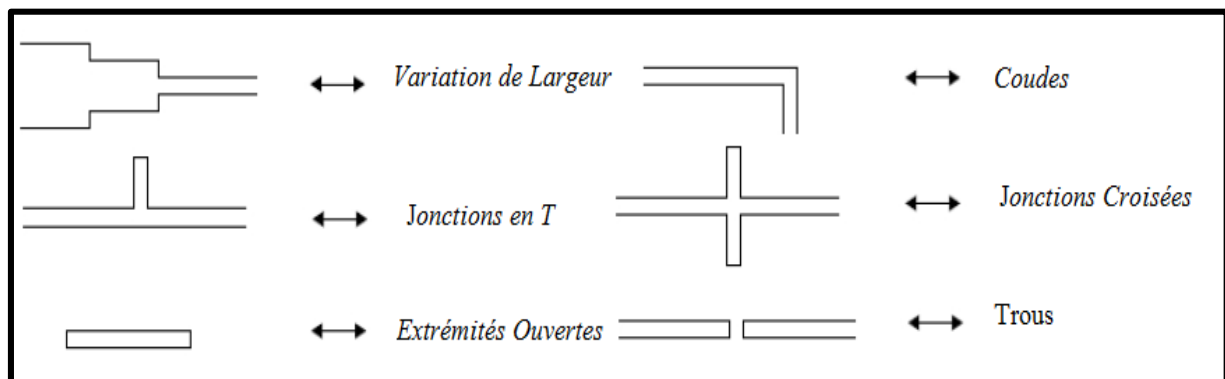 Variation de Largeur
Coudes
Jonctions en T
Jonctions Croisées
Extrémités Ouvertes
Trous